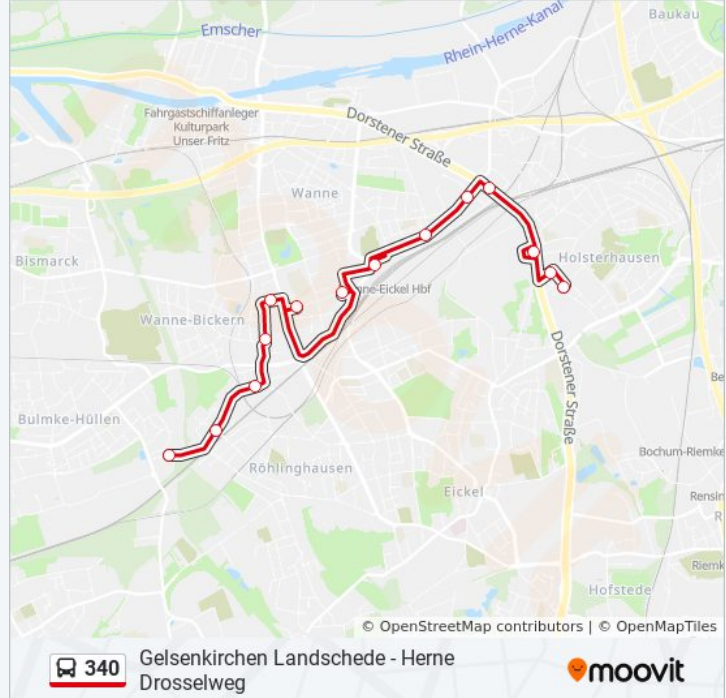 Baukau
Emscher
Rhein-Herne-Kanal
Fahrgastschiffanleger
Kulturpark
Unser Fritz
Dorstener Straße
Wanne
Bismarck
Holsterhausen
nne-Eickel Hbf
Wanne-Bickern
Dorstener Straße
Be
Bulmke-Hüllen
Bochum-Riemke
Röhlinghausen
Eickel
Rensin
R
Riemk
Hofstede
© OpenStreetMap contributors | © OpenMapTiles
340
Gelsenkirchen Landschede - Herne
Drosselweg
moovit